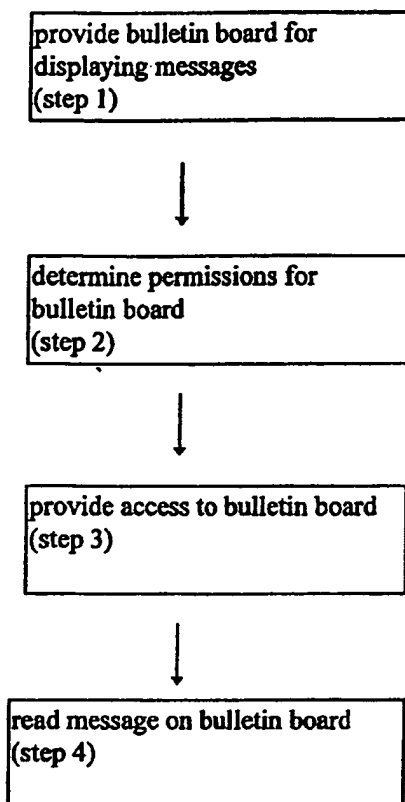 provide bulletin board for
displaying messages
(step 1)
determine permissions for
bulletin board
(step 2)
provide access to bulletin board
(step 3)
read message on bulletin board
(step 4)